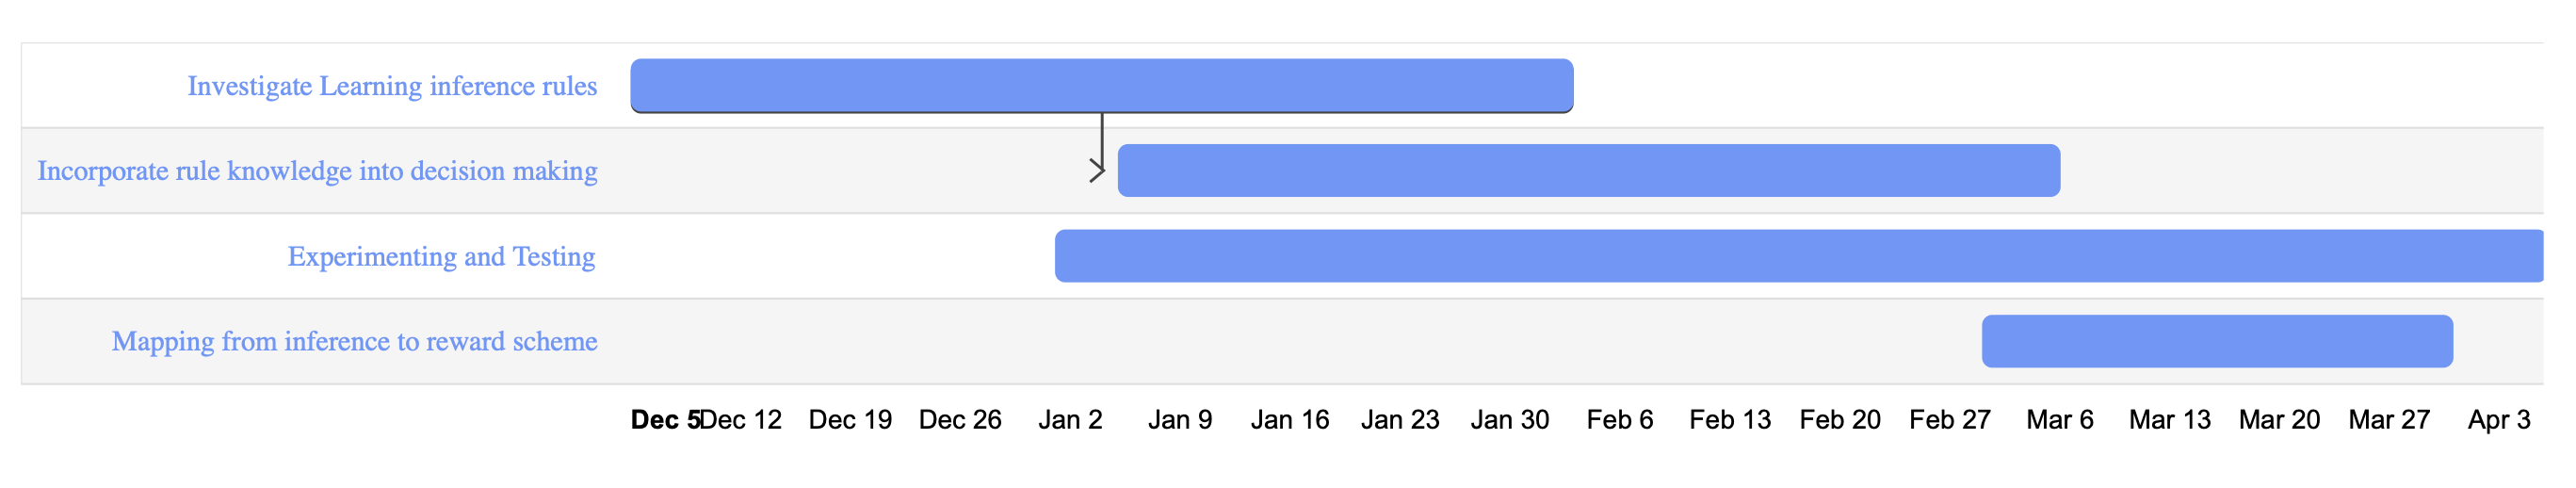 Investigate Learning inference rules
Incorporate rule knowledge into decision making
Experimenting and Testing
Mapping from inference to reward scheme
Dec 5 Dec 12 Dec 19 Dec 26 Jan 2 Jan 9 Jan 16 Jan 23 Jan 30 Feb 6 Feb 13 Feb 20 Feb 27 Mar 6 Mar 13 Mar 20 Mar 27 Apr 3